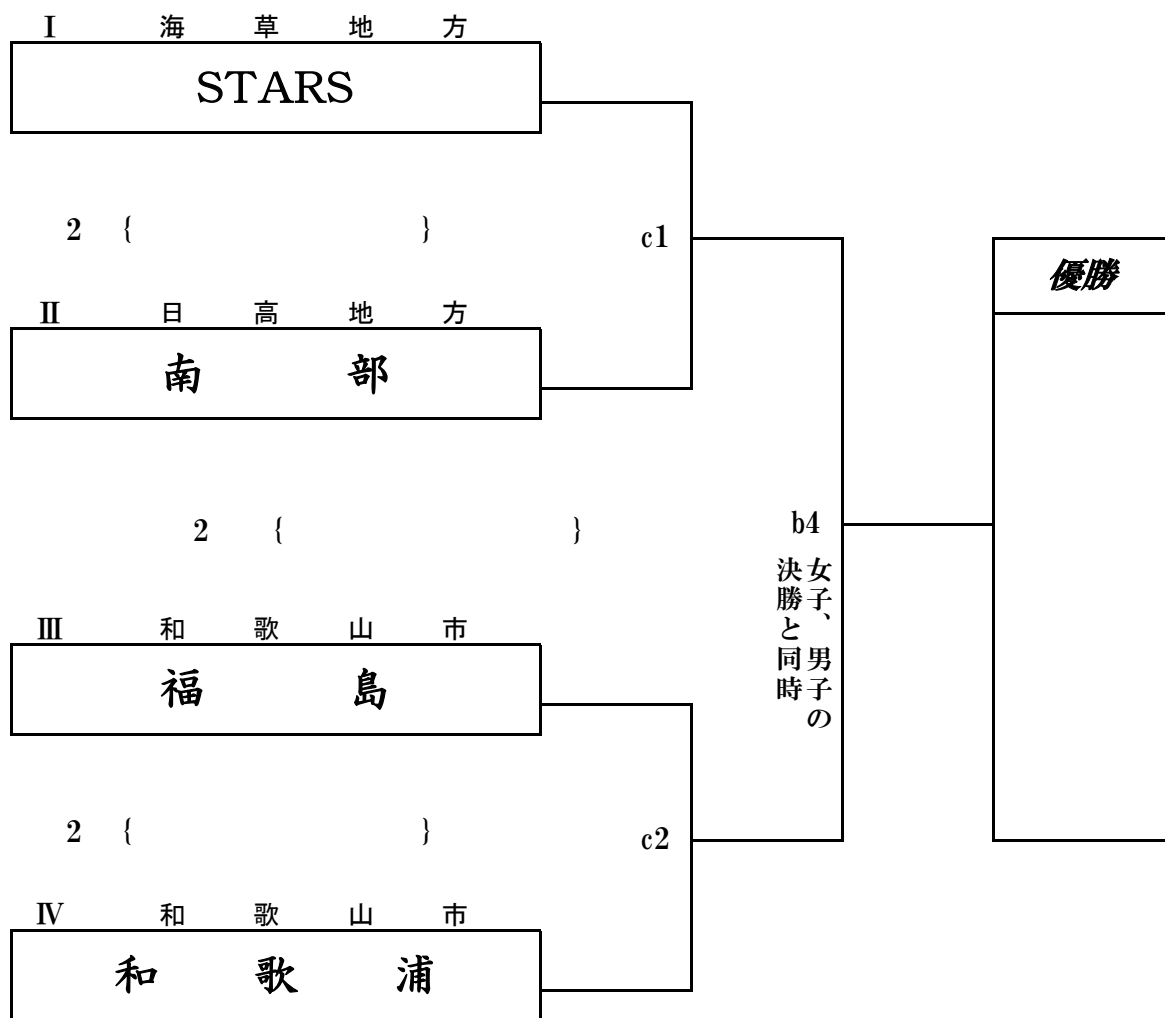 Ⅰ 海草地方
STARS
2 { } c1
優勝
Ⅱ 日高地方
南部
2 { } b4
女子、男子の
決勝と同時
Ⅲ 和歌山市
福島
2 { } c2
Ⅳ 和歌山市
和歌浦